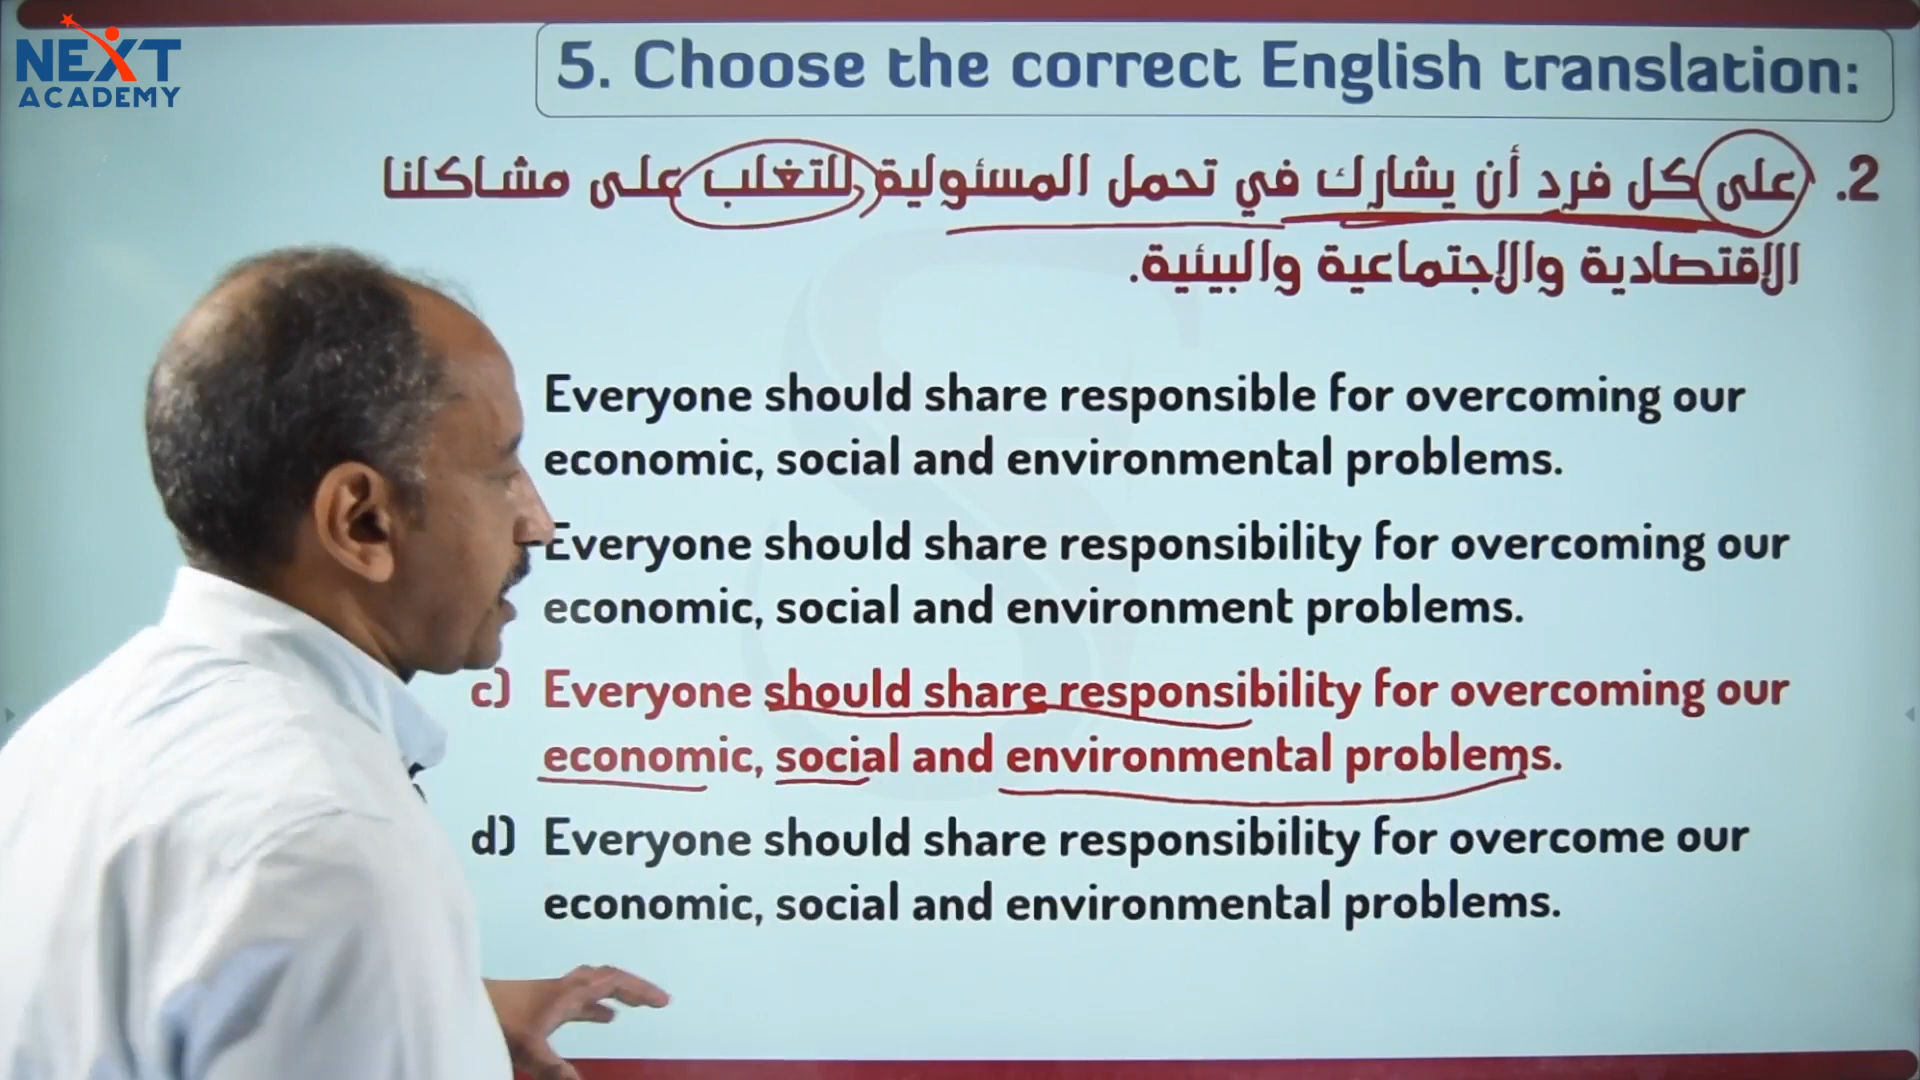 NEXT
ACADEMY
5. Choose the correct English translation:
2. على كل فرد أن يشارك في تحمل المسئولية للتغلب على مشاكلنا
الإقتصادية والإجتماعية والبيئية.
Everyone should share responsible for overcoming our
economic, social and environmental problems.
Everyone should share responsibility for overcoming our
economic, social and environment problems.
c) Everyone should share responsibility for overcoming our
economic, social and environmental problems.
d) Everyone should share responsibility for overcome our
economic, social and environmental problems.